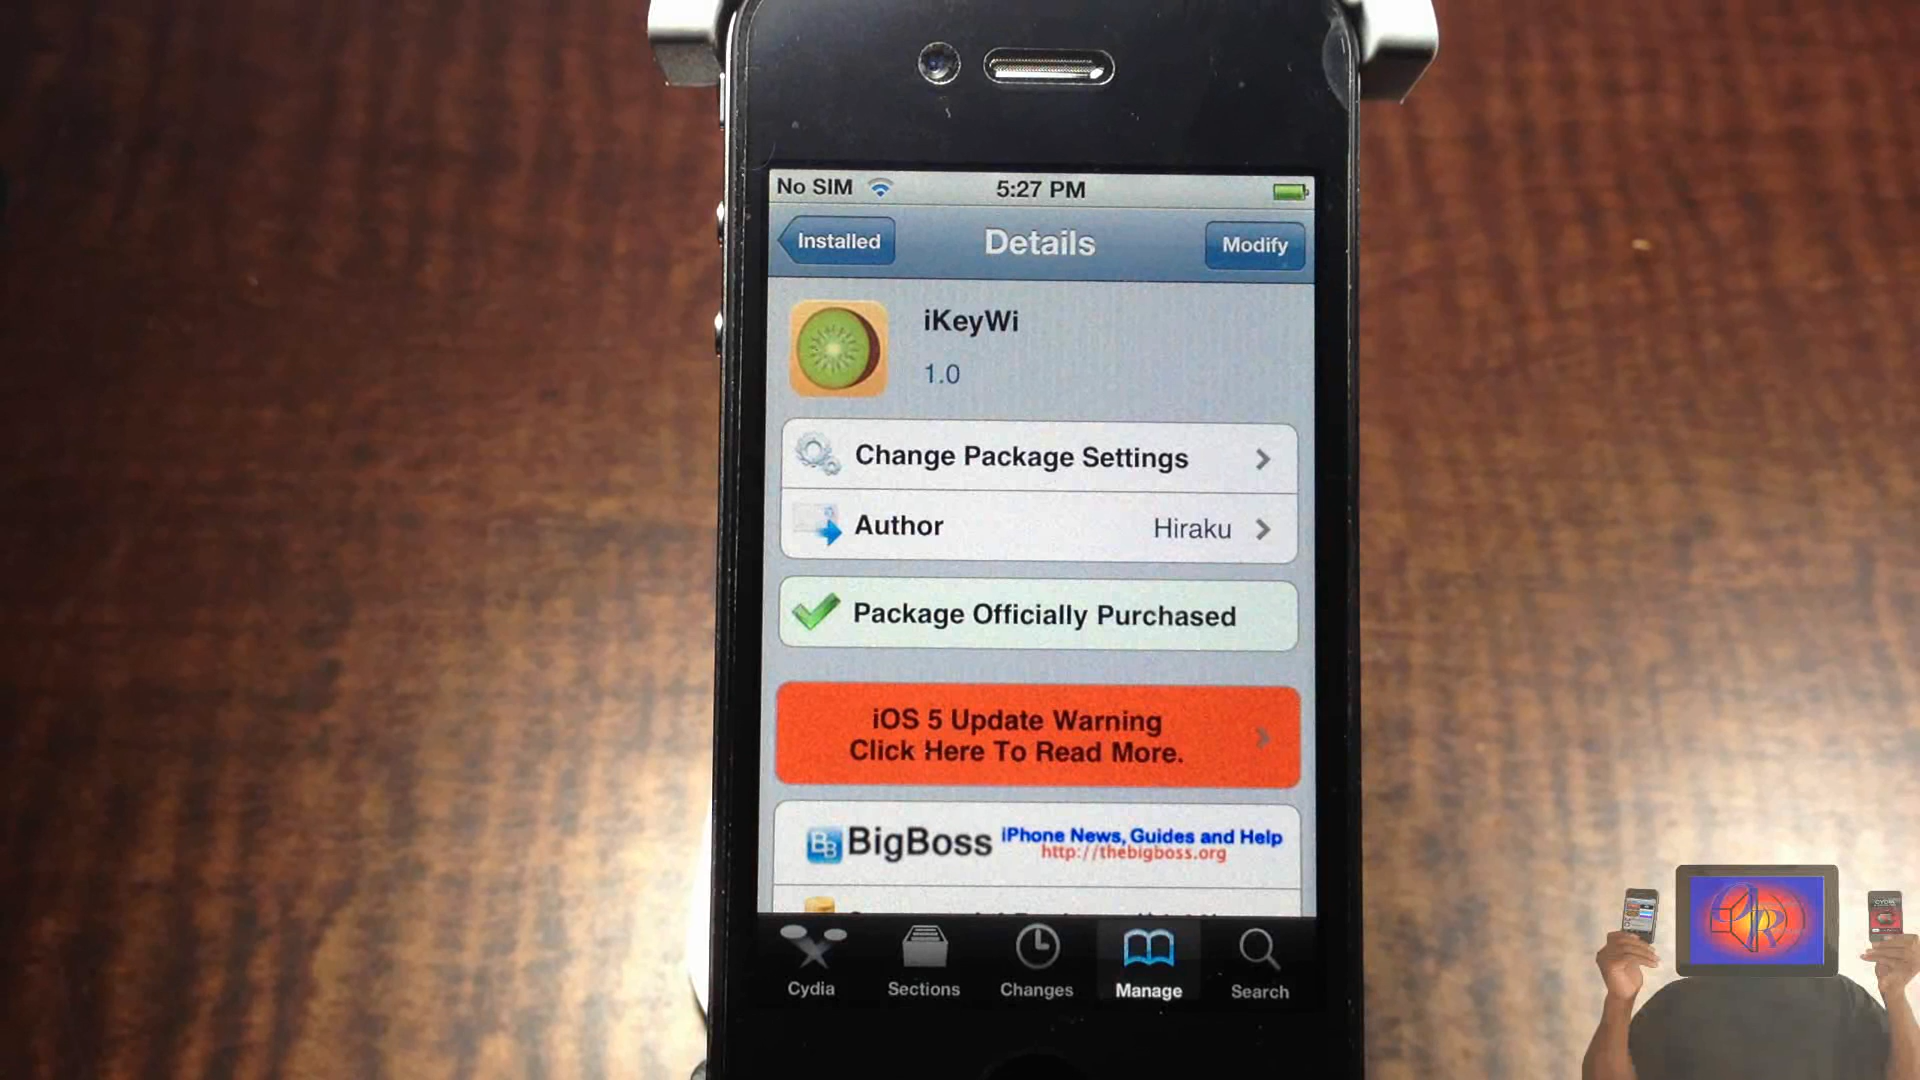 No SIM 5:27 PM
Installed Details Modify
iKeyWi
1.0
Change Package Settings
Author Hiraku
Package Officially Purchased
iOS 5 Update Warning
Click Here To Read More.
BigBoss iPhone News, Guides and Help
http://thebigboss.org
Cydia Sections Changes Manage Search